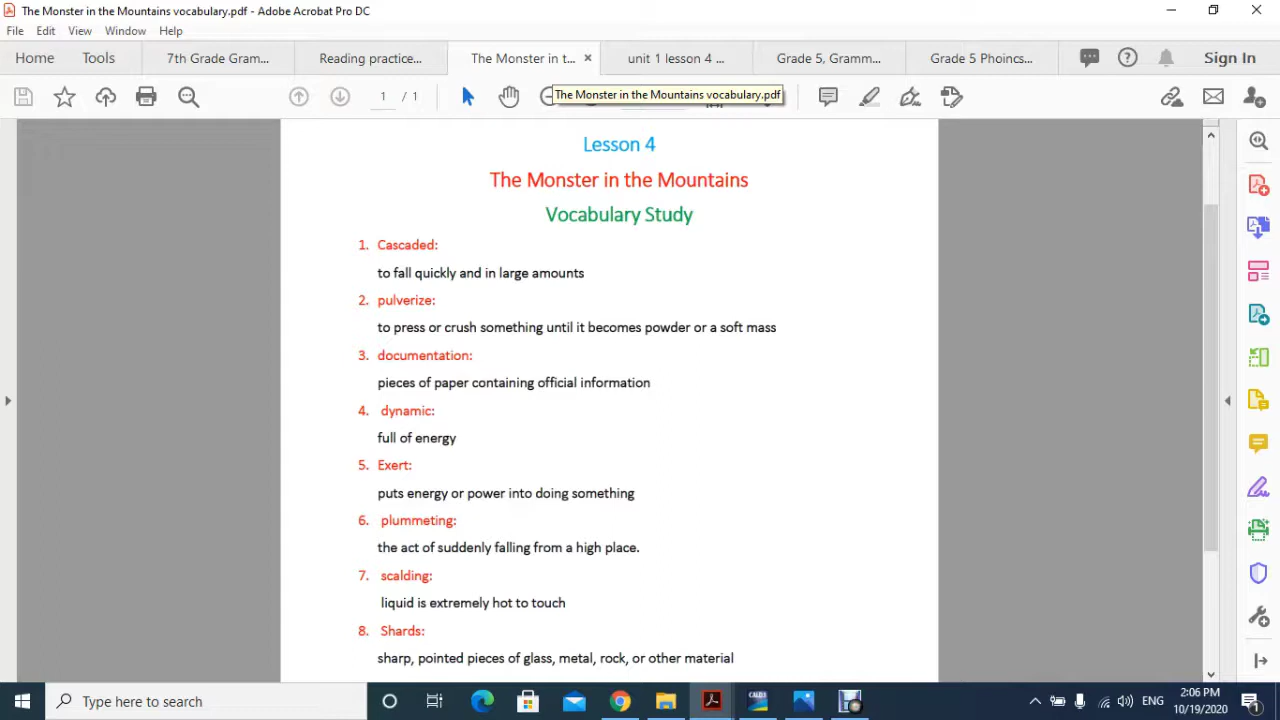 The Monster in the Mountains vocabulary.pdf - Adobe Acrobat Pro DC
File Edit View Window Help
Home Tools 7th Grade Gram... Reading practice... The Monster in t... × unit 1 lesson 4 ... Grade 5, Gramm... Grade 5 Phoincs... Sign In
1 / 1
The Monster in the Mountains vocabulary.pdf
Lesson 4
The Monster in the Mountains
Vocabulary Study
1. Cascaded:
to fall quickly and in large amounts
2. pulverize:
to press or crush something until it becomes powder or a soft mass
3. documentation:
pieces of paper containing official information
4. dynamic:
full of energy
5. Exert:
puts energy or power into doing something
6. plummeting:
the act of suddenly falling from a high place.
7. scalding:
liquid is extremely hot to touch
8. Shards:
sharp, pointed pieces of glass, metal, rock, or other material
Type here to search
ENG
2:06 PM
10/19/2020
1